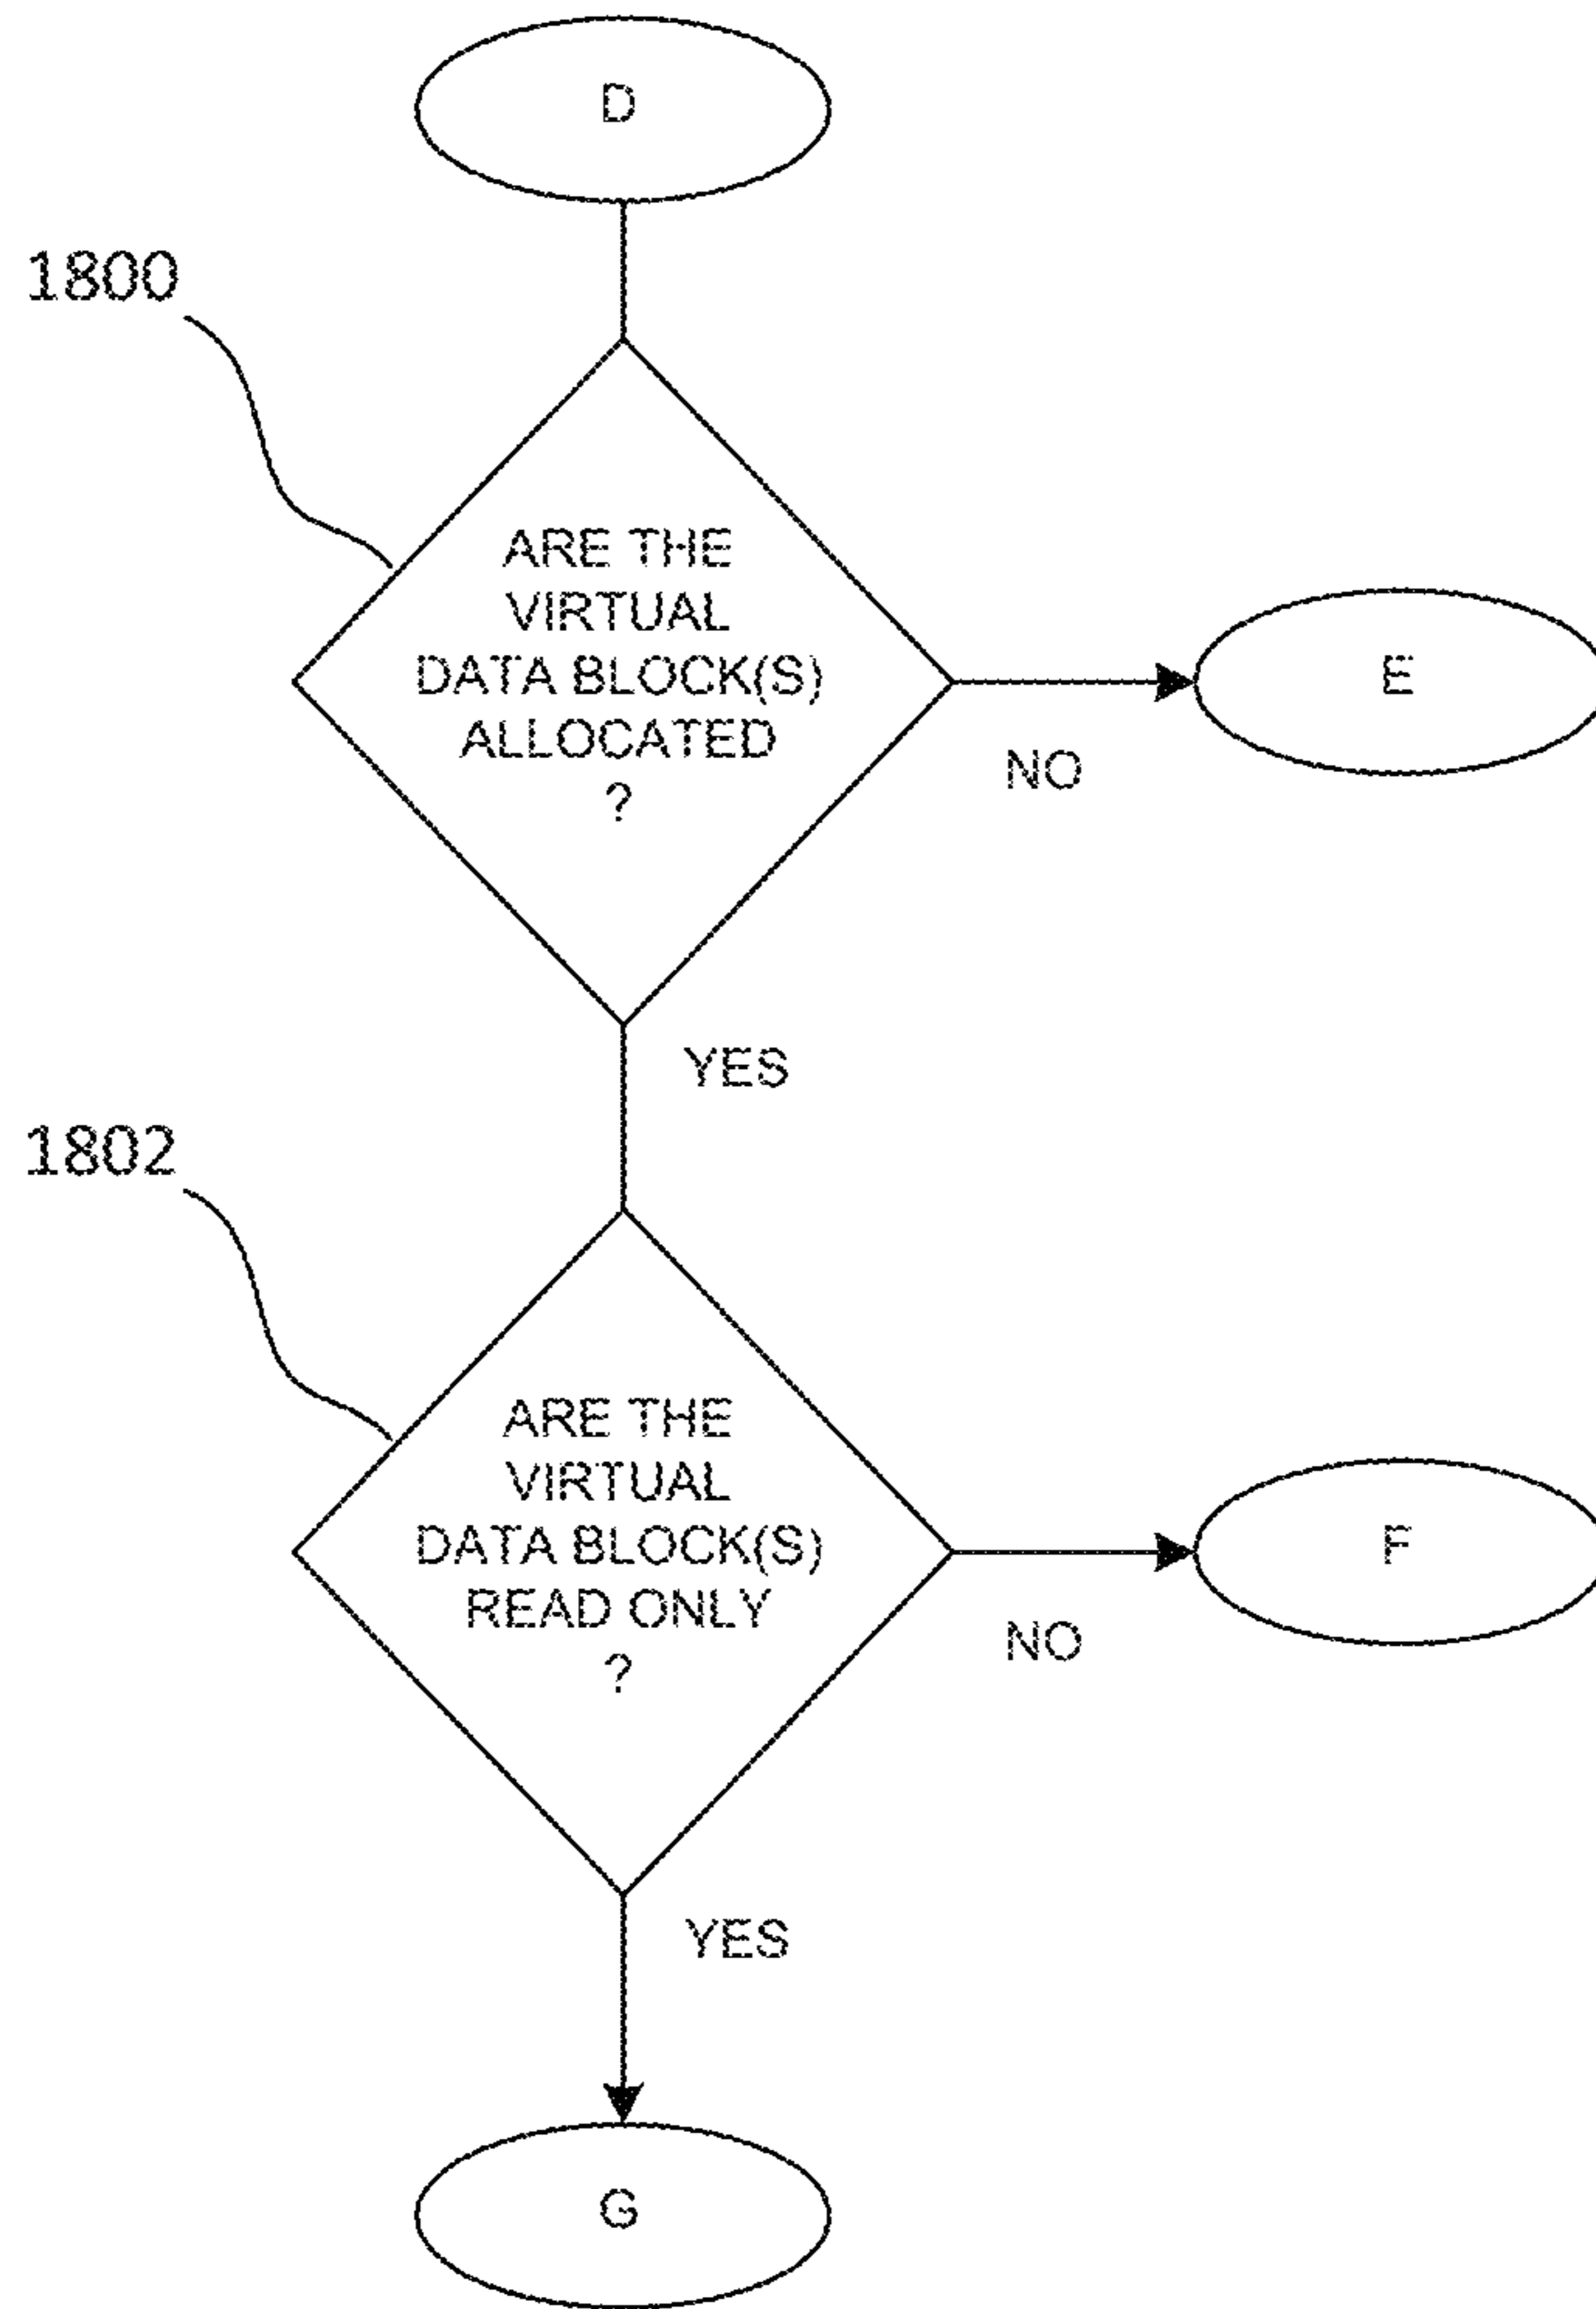 D
1800
ARE THE
VIRTUAL
DATA BLOCK(S)
ALLOCATED
?
E
NO
YES
1802
ARE THE
VIRTUAL
DATA BLOCK(S)
READ ONLY
?
F
NO
YES
G